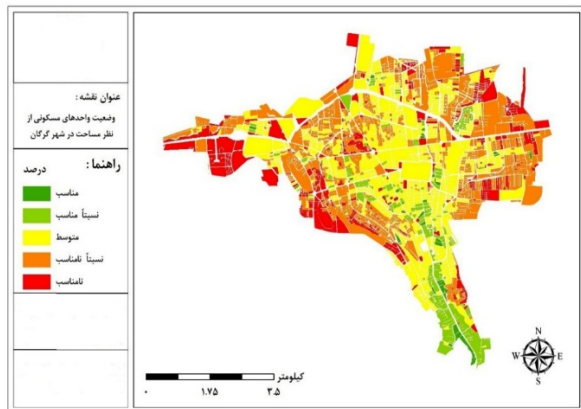 عنوان نقشه:
وضعیت واحدهای مسکونی از
نظر مساحت در شهر گرگان
راهنما:
درصد
مناسب
نسبتاً مناسب
متوسط
نسبتاً نامناسب
نامناسب
N
W E
S
کیلومتر
۰ ۱.۷۵ ۳.۵